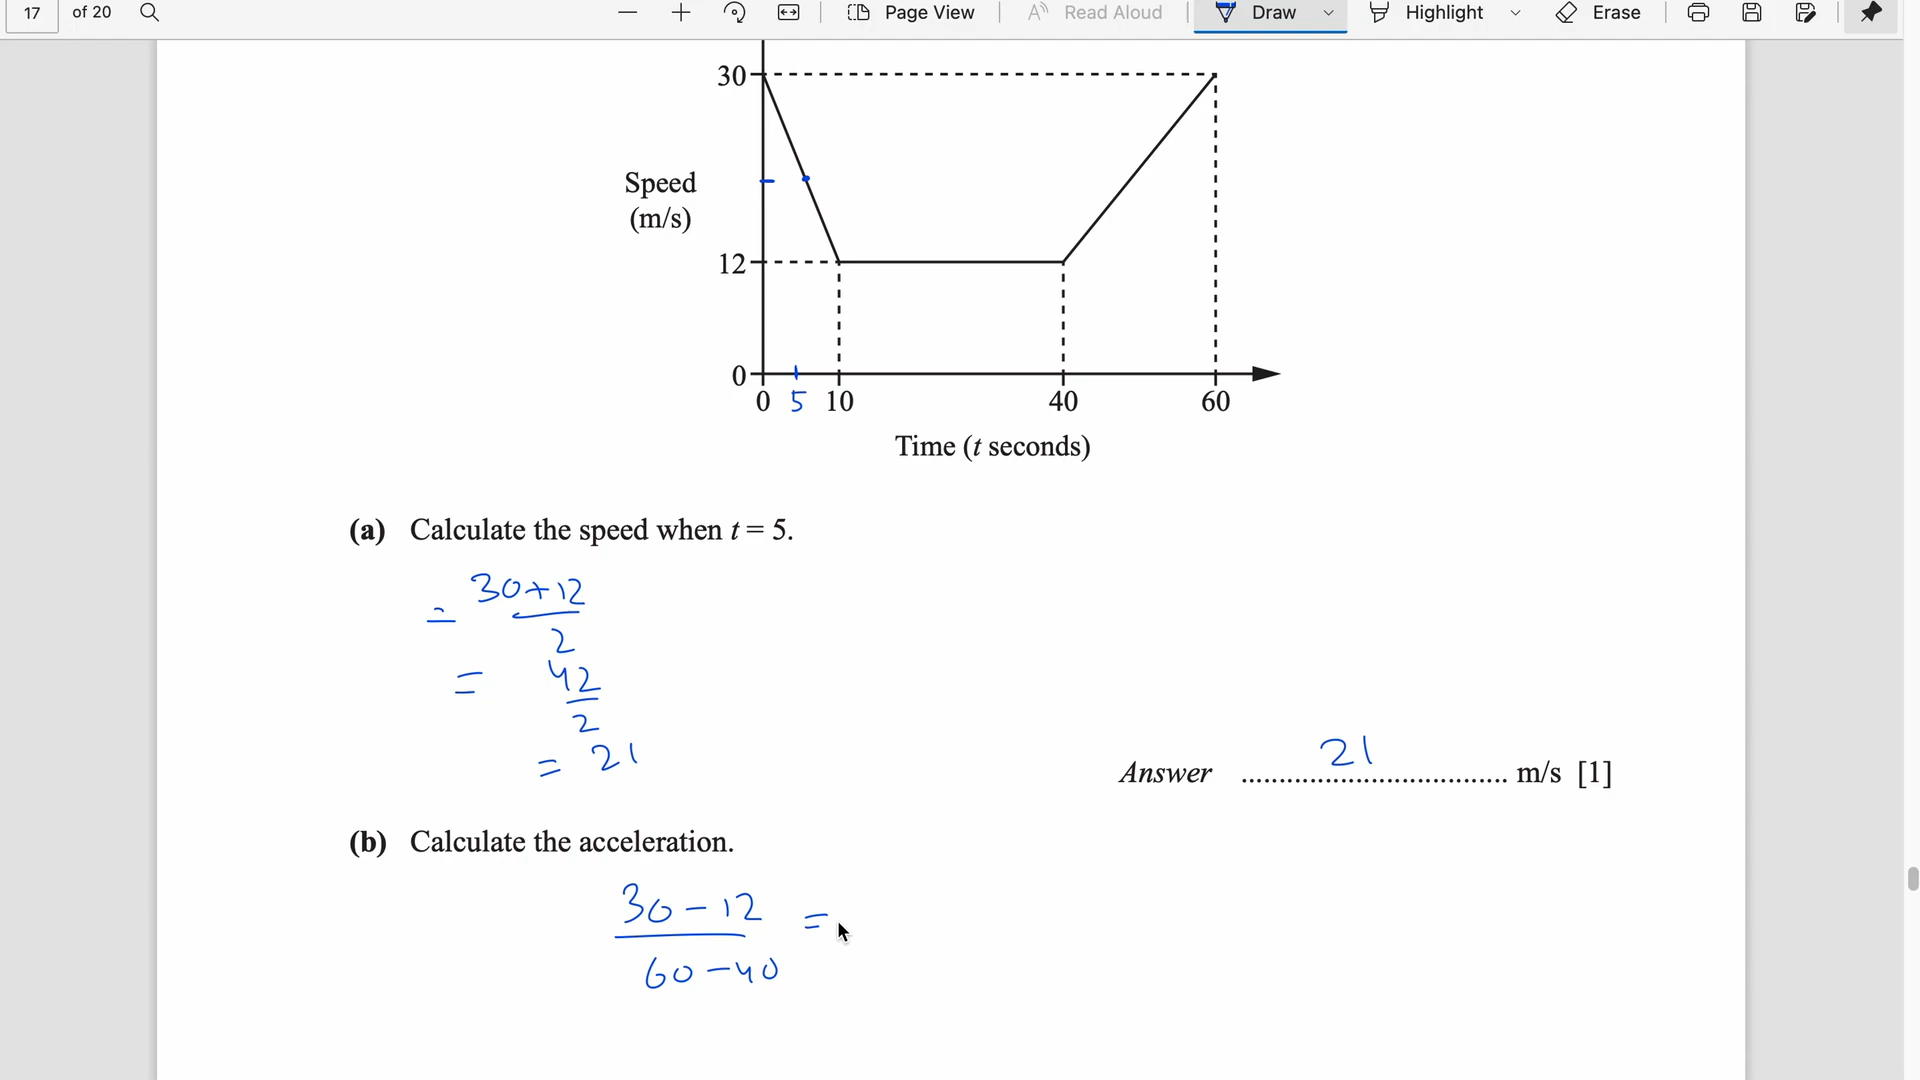 17 of 20 Page View Read Aloud Draw Highlight Erase
30
Speed
(m/s)
12
0
0 5 10 40 60
Time (t seconds)
(a) Calculate the speed when t = 5.
= 30+12
2
= 42
2
= 21
21
Answer .................................. m/s [1]
(b) Calculate the acceleration.
30-12 =
60-40